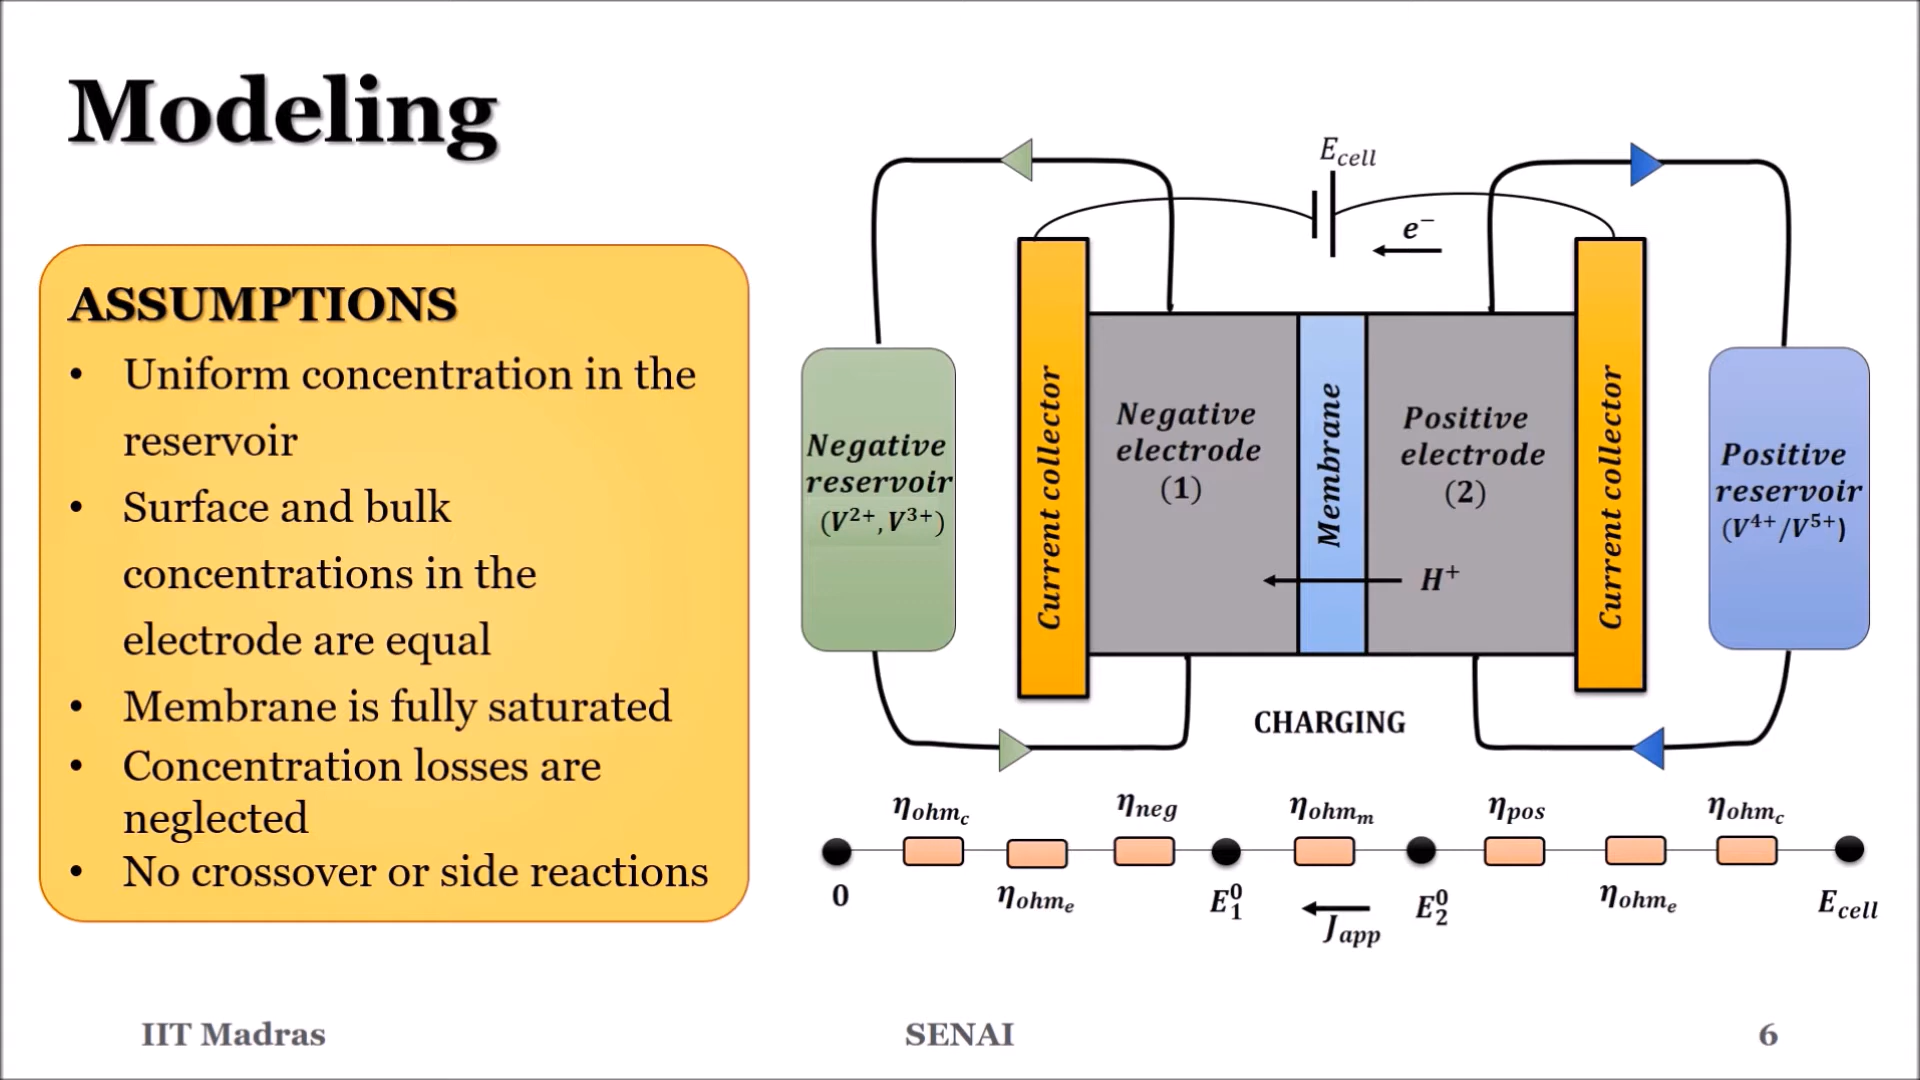 Modeling
ASSUMPTIONS
• Uniform concentration in the
reservoir
• Surface and bulk
concentrations in the
electrode are equal
• Membrane is fully saturated
• Concentration losses are
neglected
• No crossover or side reactions
E_cell
e⁻
Negative
reservoir
(V²⁺, V³⁺)
Current collector
Negative
electrode
(1)
Membrane
Positive
electrode
(2)
H⁺
Current collector
Positive
reservoir
(V⁴⁺/V⁵⁺)
CHARGING
η_ohm_c
η_neg
η_ohm_m
η_pos
η_ohm_c
0
η_ohm_e
E₁⁰
J_app
E₂⁰
η_ohm_e
E_cell
IIT Madras
SENAI
6